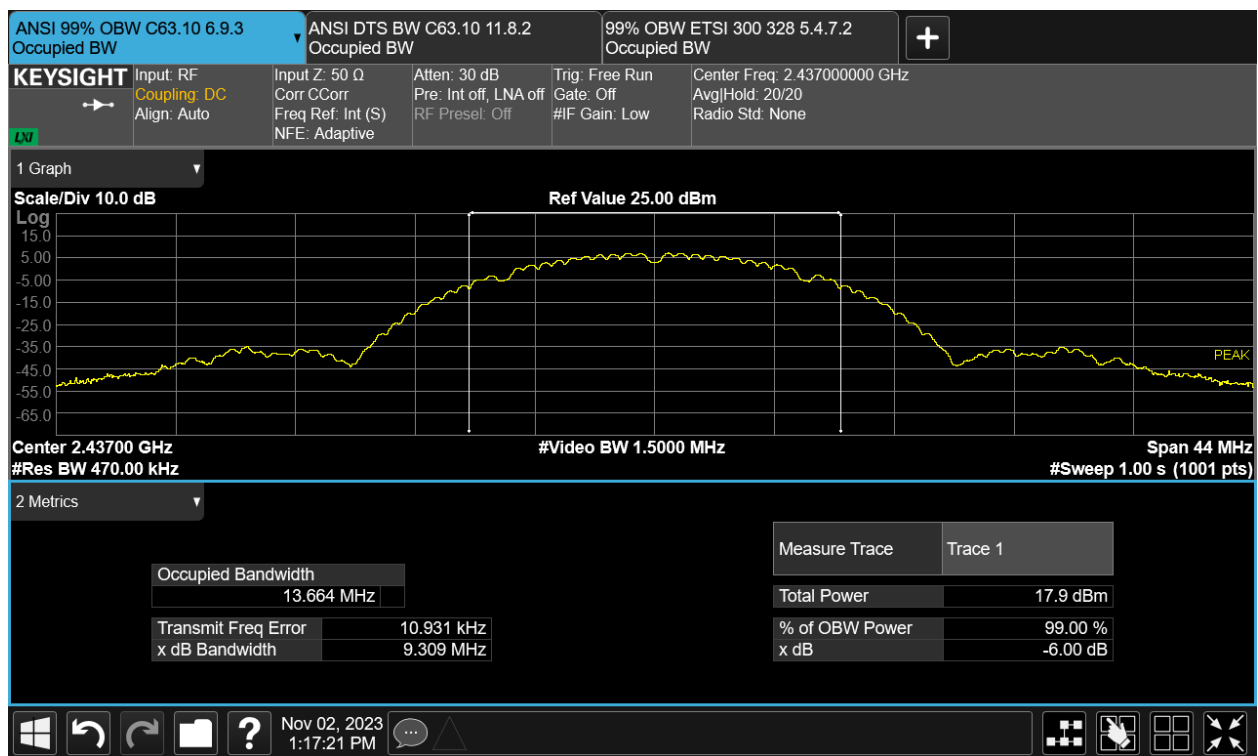 ANSI 99% OBW C63.10 6.9.3
Occupied BW
ANSI DTS BW C63.10 11.8.2
Occupied BW
99% OBW ETSI 300 328 5.4.7.2
Occupied BW
KEYSIGHT
LXI
Input: RF
Coupling: DC
Align: Auto
Input Z: 50 Ω
Corr CCorr
Freq Ref: Int (S)
NFE: Adaptive
Atten: 30 dB
Pre: Int off, LNA off
RF Presel: Off
Trig: Free Run
Gate: Off
#IF Gain: Low
Center Freq: 2.437000000 GHz
Avg|Hold: 20/20
Radio Std: None
1 Graph
Scale/Div 10.0 dB
Ref Value 25.00 dBm
Log
15.0
5.00
-5.00
-15.0
-25.0
-35.0
-45.0
-55.0
-65.0
PEAK
Center 2.43700 GHz
#Video BW 1.5000 MHz
Span 44 MHz
#Res BW 470.00 kHz
#Sweep 1.00 s (1001 pts)
2 Metrics
Measure Trace
Trace 1
Occupied Bandwidth
13.664 MHz
Total Power
17.9 dBm
Transmit Freq Error
10.931 kHz
% of OBW Power
99.00 %
x dB Bandwidth
9.309 MHz
x dB
-6.00 dB
?
Nov 02, 2023
1:17:21 PM